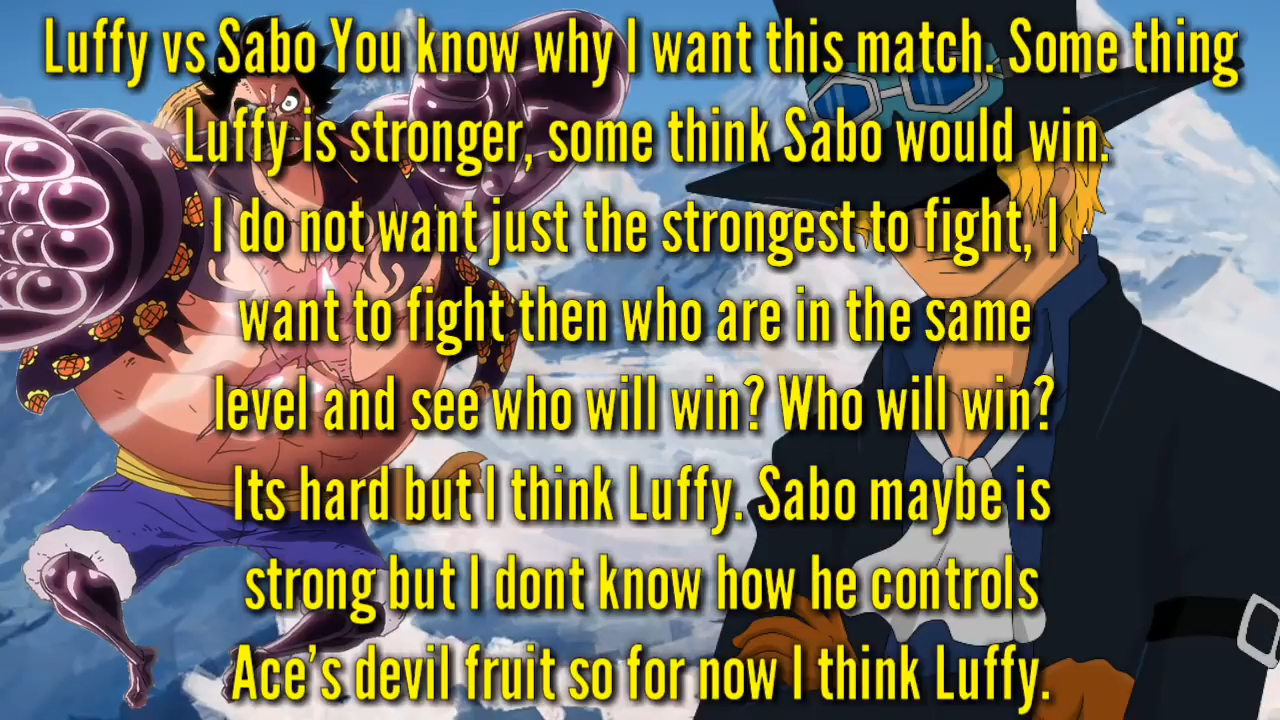 Luffy vs Sabo You know why I want this match. Some thing
Luffy is stronger, some think Sabo would win.
I do not want just the strongest to fight, I
want to fight then who are in the same
level and see who will win? Who will win?
Its hard but I think Luffy. Sabo maybe is
strong but I dont know how he controls
Ace's devil fruit so for now I think Luffy.